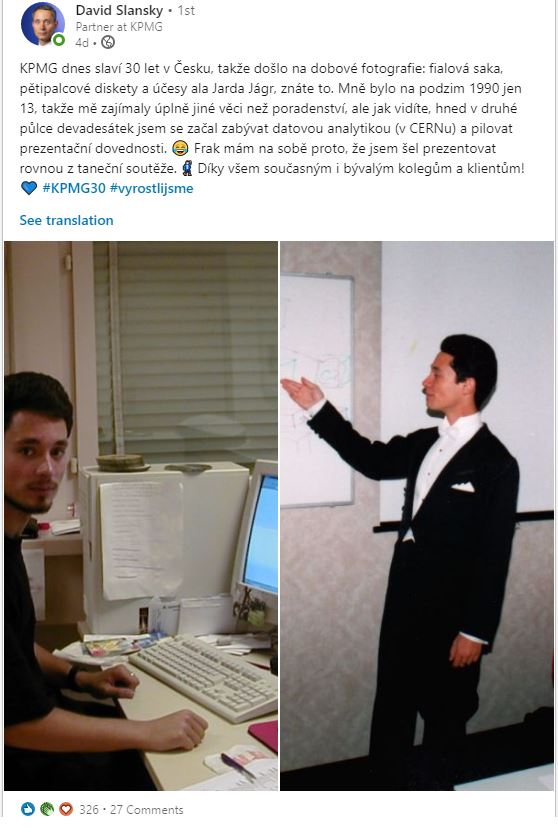 David Slansky • 1st
Partner at KPMG
4d •
KPMG dnes slaví 30 let v Česku, takže došlo na dobové fotografie: fialová saka,
pětipalcové diskety a účesy ala Jarda Jágr, znáte to. Mně bylo na podzim 1990 jen
13, takže mě zajímaly úplně jiné věci než poradenství, ale jak vidíte, hned v druhé
půlce devadesátek jsem se začal zabývat datovou analytikou (v CERNu) a pilovat
prezentační dovednosti. 😂 Frak mám na sobě proto, že jsem šel prezentovat
rovnou z taneční soutěže. 🕺 Díky všem současným i bývalým kolegům a klientům!
💙 #KPMG30 #vyrostlijsme
See translation
326 • 27 Comments